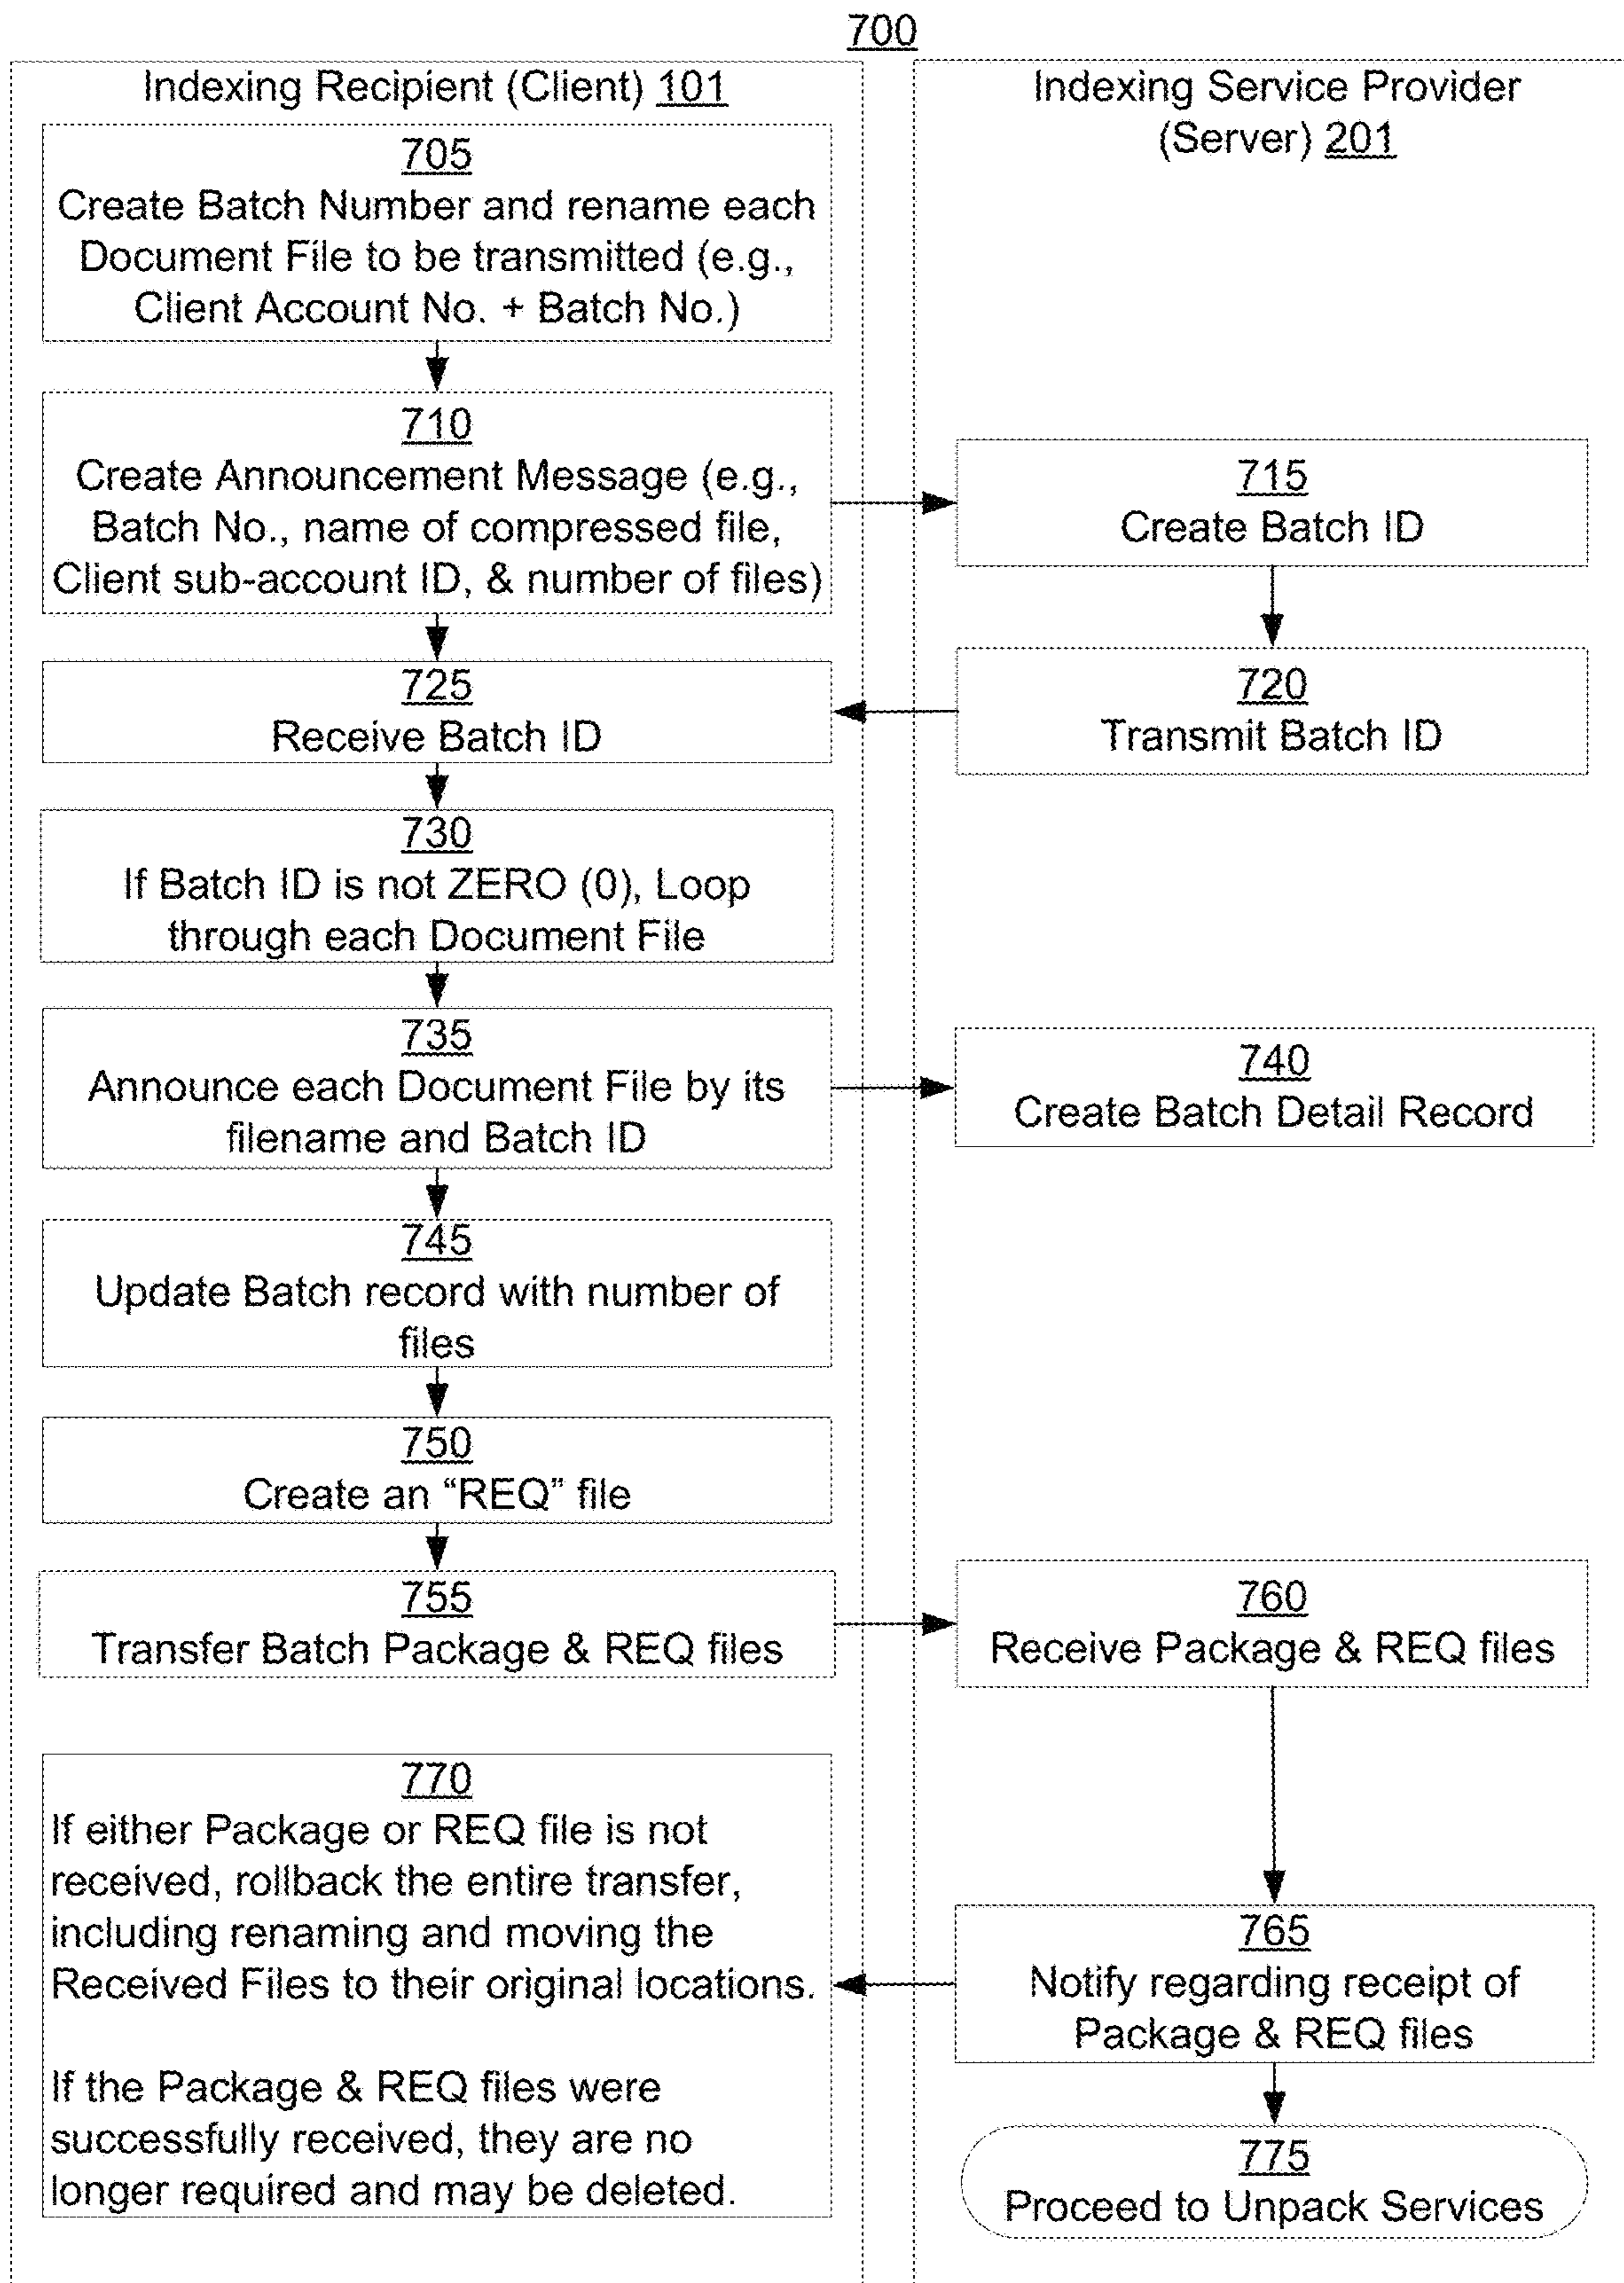 700
Indexing Recipient (Client) 101
Indexing Service Provider
(Server) 201
705
Create Batch Number and rename each
Document File to be transmitted (e.g.,
Client Account No. + Batch No.)
710
Create Announcement Message (e.g.,
Batch No., name of compressed file,
Client sub-account ID, & number of files)
715
Create Batch ID
720
Transmit Batch ID
725
Receive Batch ID
730
If Batch ID is not ZERO (0), Loop
through each Document File
735
Announce each Document File by its
filename and Batch ID
740
Create Batch Detail Record
745
Update Batch record with number of
files
750
Create an “REQ” file
755
Transfer Batch Package & REQ files
760
Receive Package & REQ files
765
Notify regarding receipt of
Package & REQ files
770
If either Package or REQ file is not
received, rollback the entire transfer,
including renaming and moving the
Received Files to their original locations.
If the Package & REQ files were
successfully received, they are no
longer required and may be deleted.
775
Proceed to Unpack Services